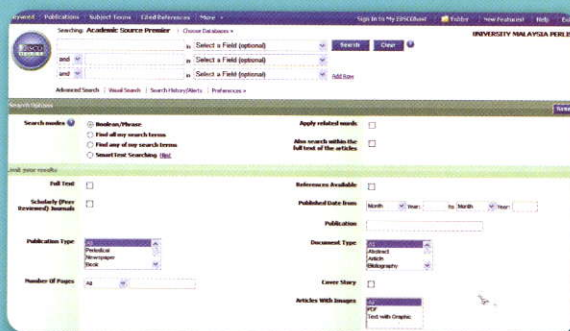 Keyword Publications Subject Terms Cited References More Sign In to My EBSCOhost Folder New Features! Help
Searching: Academic Source Premier Choose Databases
UNIVERSITY MALAYSIA PERLIS
in Select a Field (optional) Search Clear
and in Select a Field (optional)
and in Select a Field (optional) Add Row
Advanced Search Visual Search Search History/Alerts Preferences
Search Options
Search modes Boolean/Phrase Apply related words
Find all my search terms
Find any of my search terms Also search within the
full text of the articles
SmartText Searching
Limit your results
Full Text References Available
Scholarly (Peer
Reviewed) Journals Published Date from Month Year: to Month Year:
Publication
Publication Type All Document Type All
Periodical Abstract
Newspaper Article
Book Bibliography
Number Of Pages All Cover Story
Articles With Images All
PDF
Text with Graphic